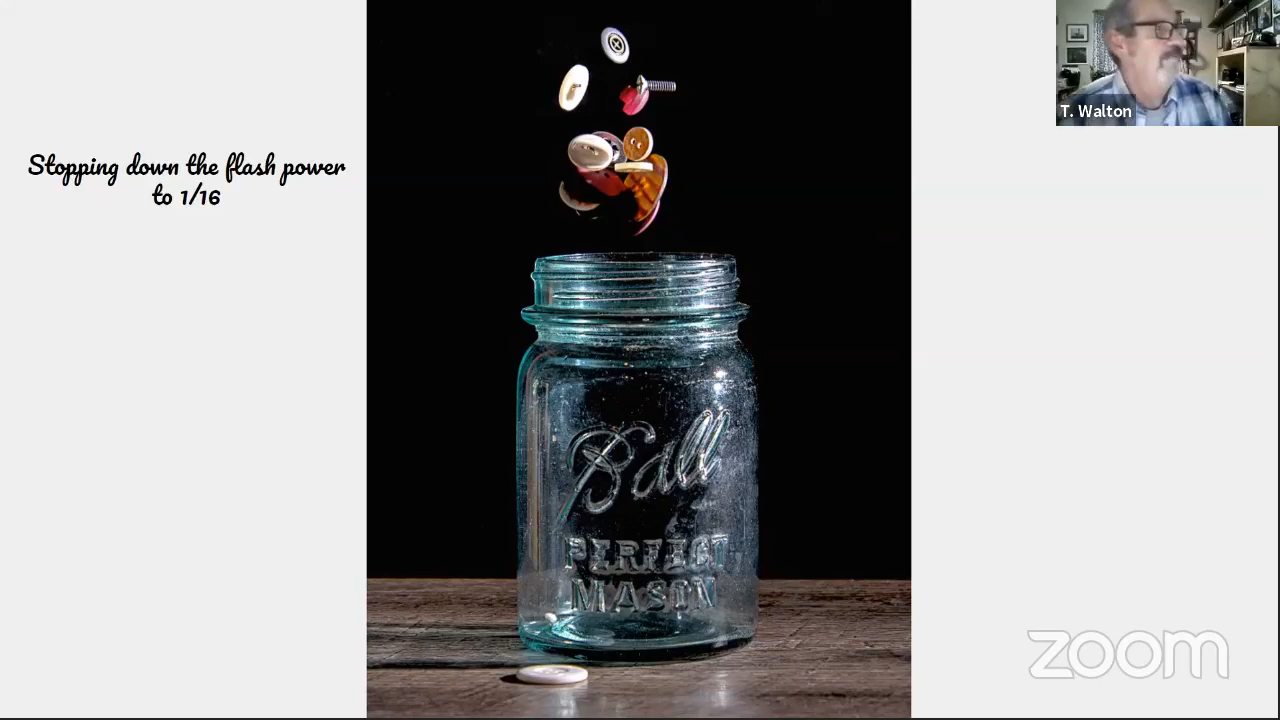 T. Walton
Stopping down the flash power
to 1/16
Ball
PERFECT
MASON
zoom